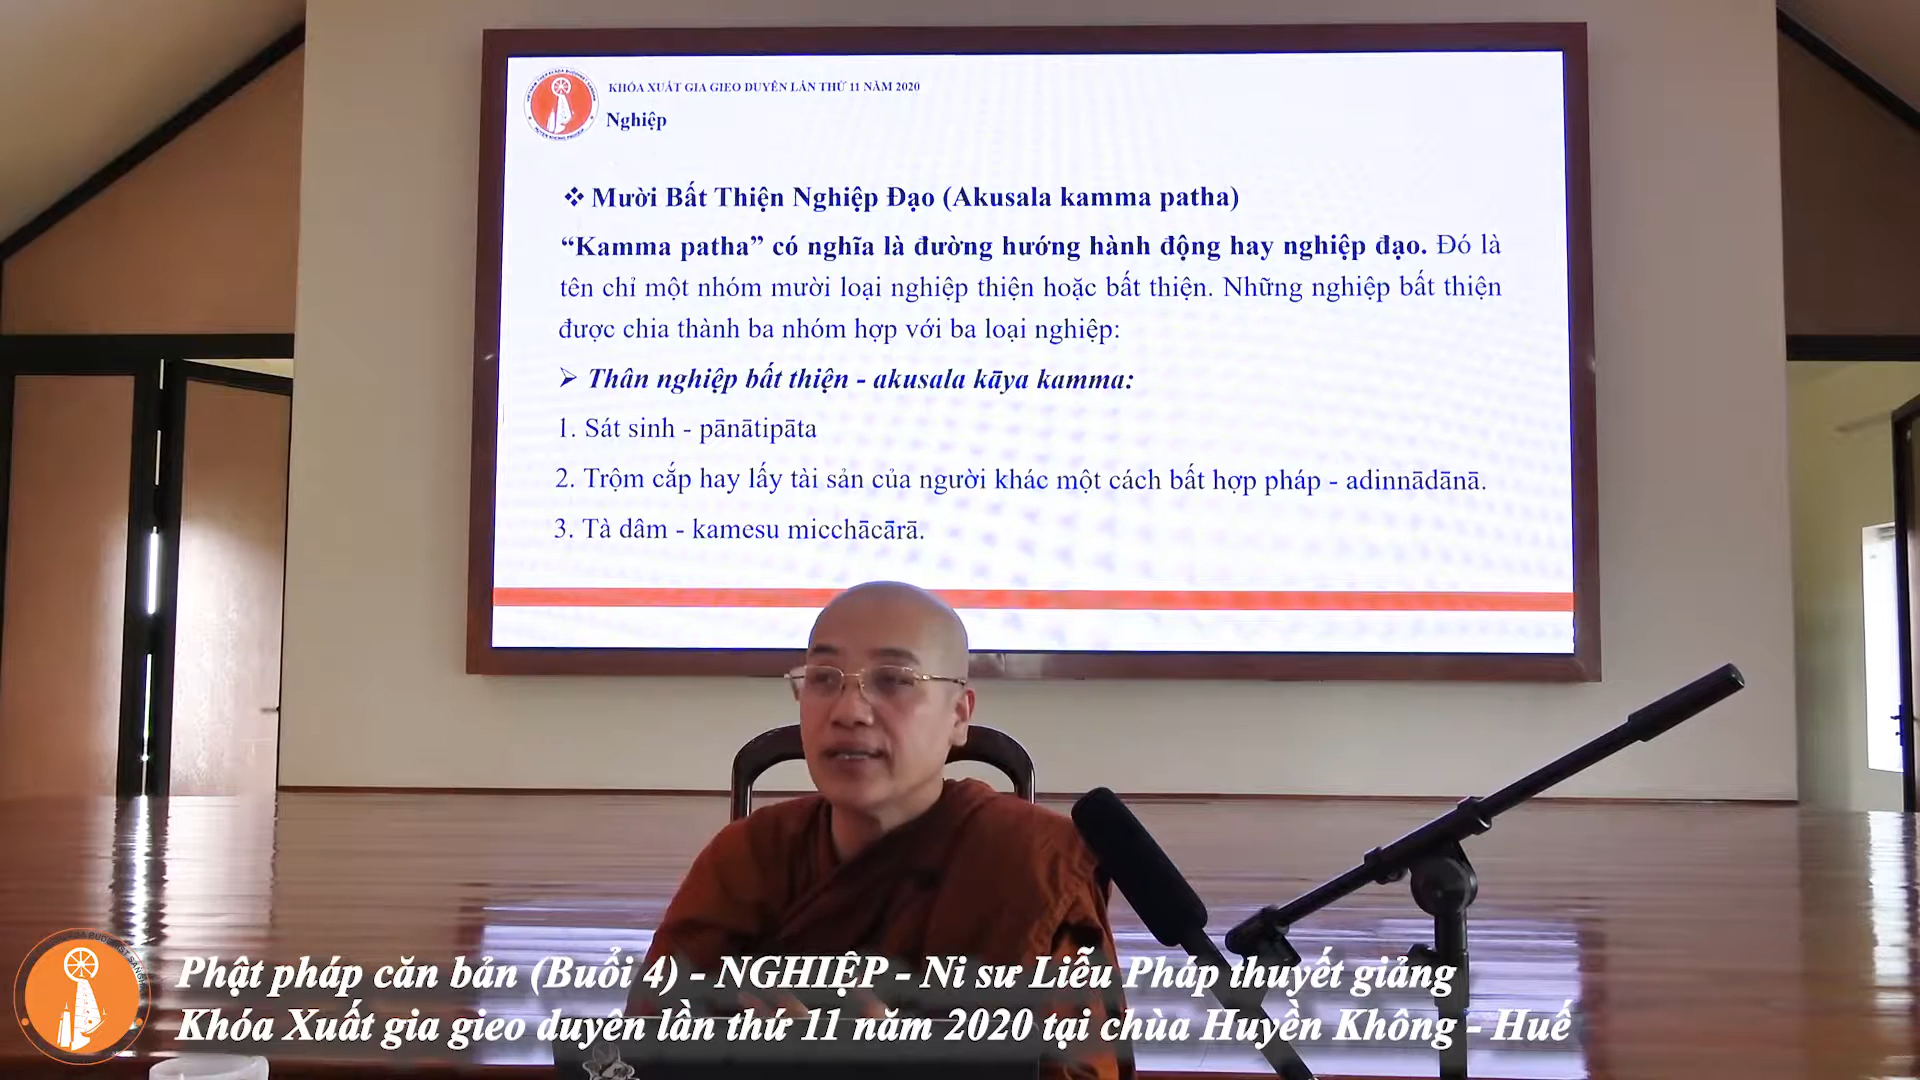 KHÓA XUẤT GIA GIEO DUYÊN LẦN THỨ 11 NĂM 2020
Nghiệp
❖ Mười Bất Thiện Nghiệp Đạo (Akusala kamma patha)
“Kamma patha” có nghĩa là đường hướng hành động hay nghiệp đạo. Đó là
tên chỉ một nhóm mười loại nghiệp thiện hoặc bất thiện. Những nghiệp bất thiện
được chia thành ba nhóm hợp với ba loại nghiệp:
➢ Thân nghiệp bất thiện - akusala kāya kamma:
1. Sát sinh - pānātipāta
2. Trộm cắp hay lấy tài sản của người khác một cách bất hợp pháp - adinnādānā.
3. Tà dâm - kamesu micchācārā.
Phật pháp căn bản (Buổi 4) - NGHIỆP - Ni sư Liễu Pháp thuyết giảng
Khóa Xuất gia gieo duyên lần thứ 11 năm 2020 tại chùa Huyền Không - Huế